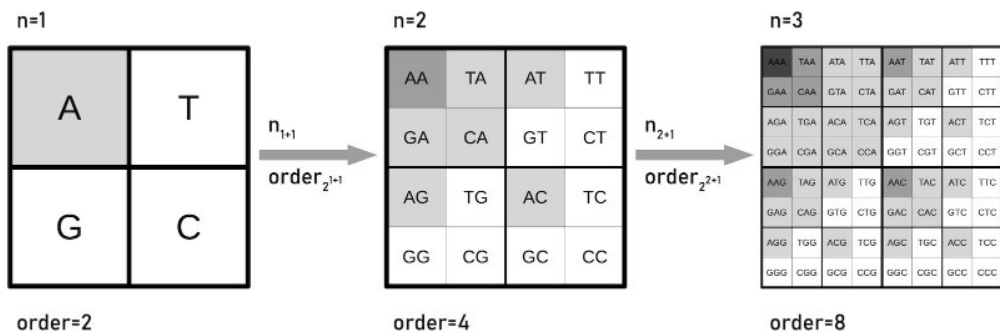 n=1
n=2
n=3
A T
G C
n1+1
order2^1+1
AA TA AT TT
GA CA GT CT
AG TG AC TC
GG CG GC CC
n2+1
order2^2+1
AAA TAA ATA TTA AAT TAT ATT TTT
GAA CAA GTA CTA GAT CAT GTT CTT
AGA TGA ACA TCA AGT TGT ACT TCT
GGA CGA GCA CCA GGT CGT GCT CCT
AAG TAG ATG TTG AAC TAC ATC TTC
GAG CAG GTG CTG GAC CAC GTC CTC
AGG TGG ACG TCG AGC TGC ACC TCC
GGG CGG GCG CCG GGC CGC GCC CCC
order=2
order=4
order=8